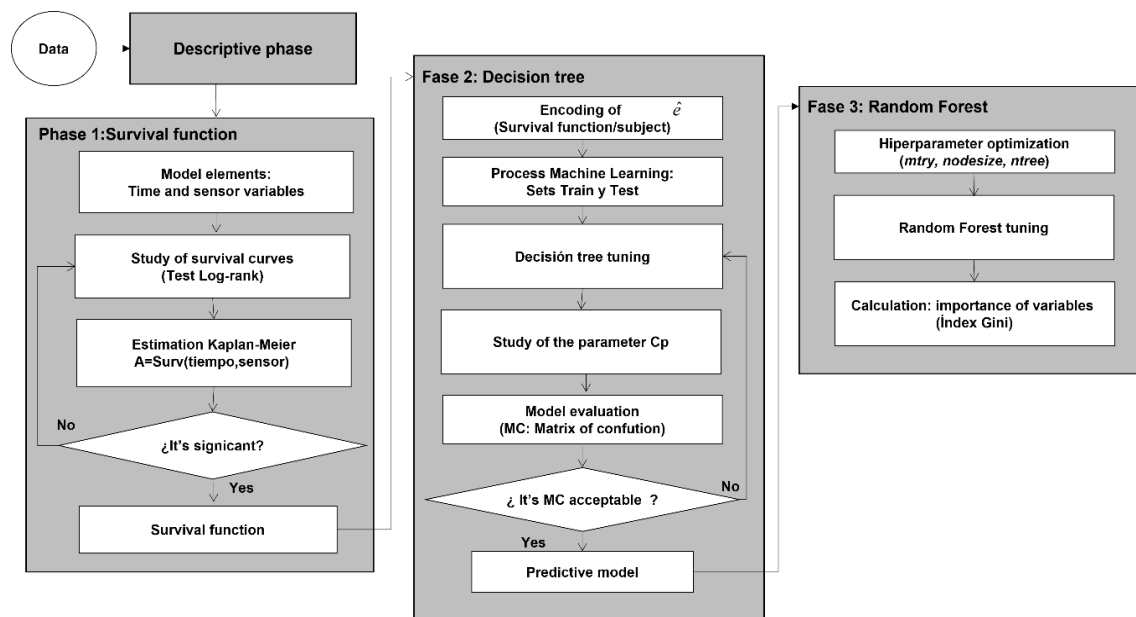 Data
Descriptive phase
Phase 1:Survival function
Model elements:
Time and sensor variables
Study of survival curves
(Test Log-rank)
Estimation Kaplan-Meier
A=Surv(tiempo,sensor)
No
¿It's signicant?
Yes
Survival function
Fase 2: Decision tree
Encoding of ê
(Survival function/subject)
Process Machine Learning:
Sets Train y Test
Decisión tree tuning
Study of the parameter Cp
Model evaluation
(MC: Matrix of confution)
No
¿ It's MC acceptable ?
Yes
Predictive model
Fase 3: Random Forest
Hiperparameter optimization
(mtry, nodesize, ntree)
Random Forest tuning
Calculation: importance of variables
(Índex Gini)